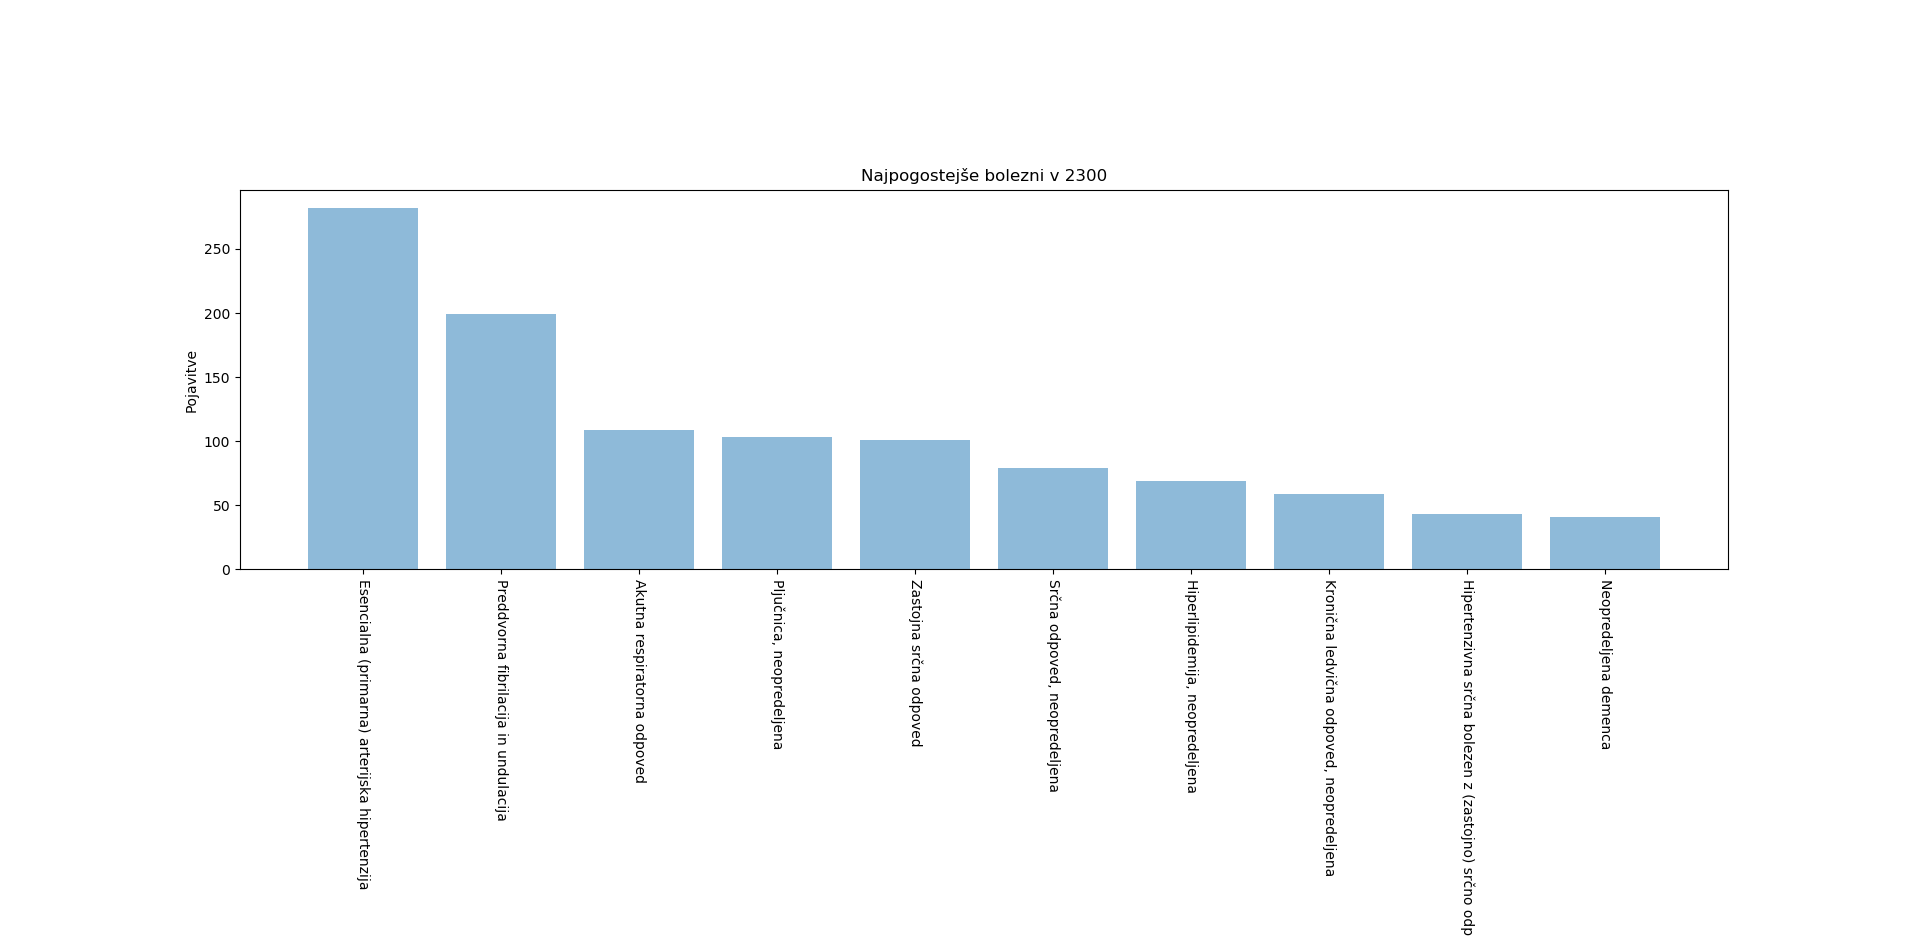 Najpogostejše bolezni v 2300
Pojavitve
250
200
150
100
50
0
Esencialna (primarna) arterijska hipertenzija
Preddvorna fibrilacija in undulacija
Akutna respiratorna odpoved
Pljučnica, neopredeljena
Zastojna srčna odpoved
Srčna odpoved, neopredeljena
Hiperlipidemija, neopredeljena
Kronična ledvična odpoved, neopredeljena
Hipertenzivna srčna bolezen z (zastojno) srčno odp
Neopredeljena demenca